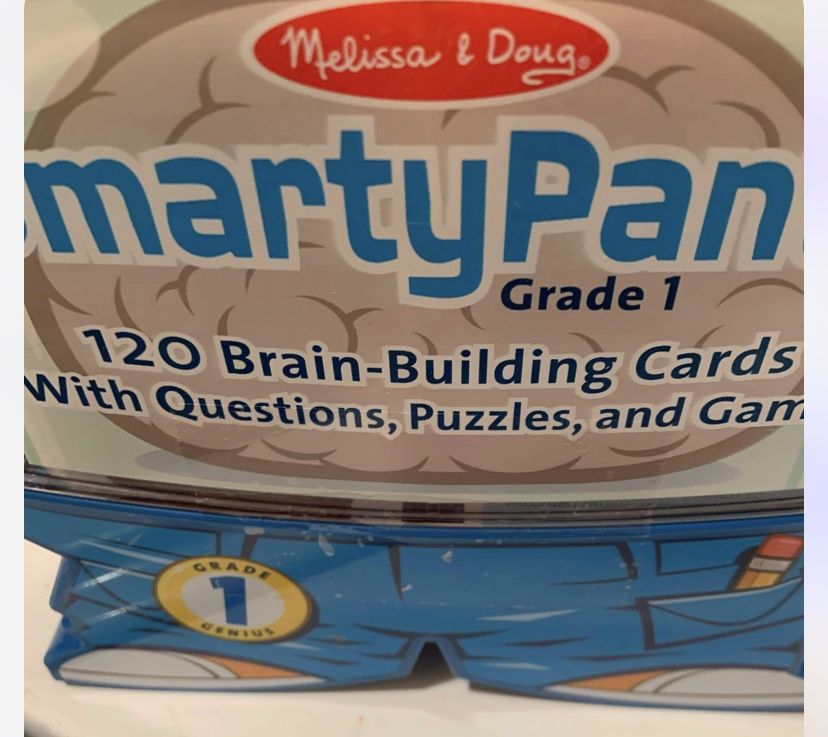 Melissa & Doug®
martyPan
Grade 1
120 Brain-Building Cards
With Questions, Puzzles, and Gam
GRADE
1
GENIUS